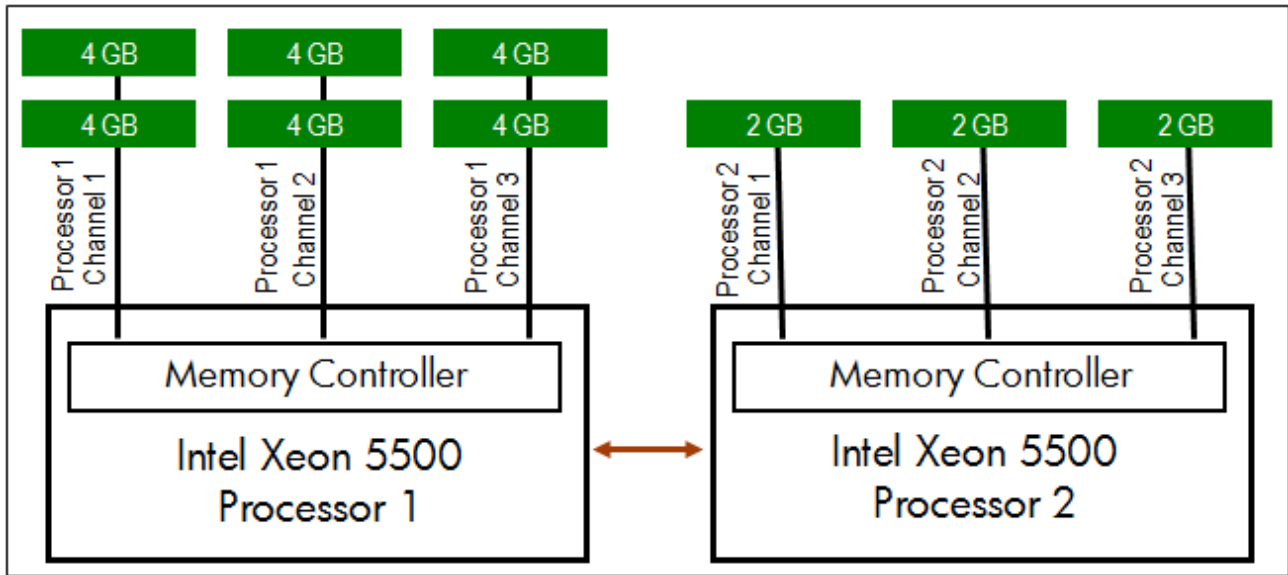 4 GB
4 GB
4 GB
4 GB
4 GB
4 GB
2 GB
2 GB
2 GB
Processor 1
Channel 1
Processor 1
Channel 2
Processor 1
Channel 3
Processor 2
Channel 1
Processor 2
Channel 2
Processor 2
Channel 3
Memory Controller
Intel Xeon 5500
Processor 1
Memory Controller
Intel Xeon 5500
Processor 2